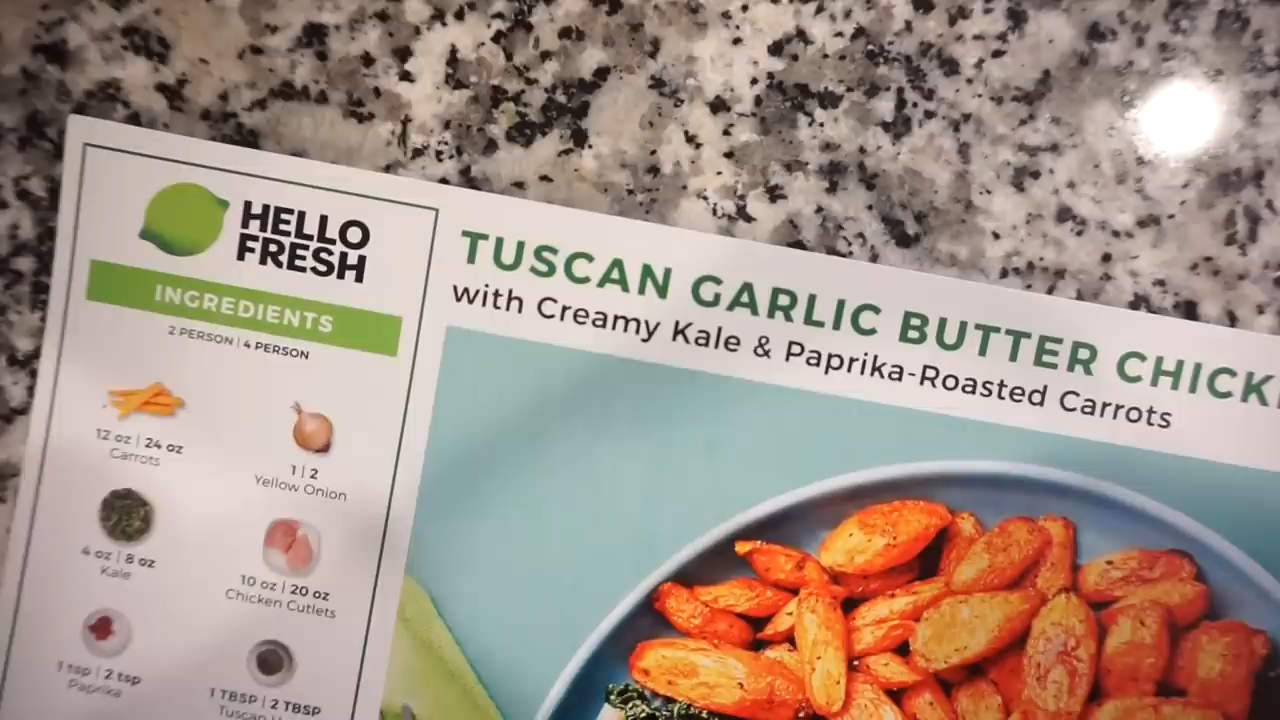 HELLO
FRESH
INGREDIENTS
2 PERSON | 4 PERSON
12 oz | 24 oz
Carrots
1 | 2
Yellow Onion
4 oz | 8 oz
Kale
10 oz | 20 oz
Chicken Cutlets
1 tsp | 2 tsp
Paprika
1 TBSP | 2 TBSP
Tuscan
TUSCAN GARLIC BUTTER CHICK
with Creamy Kale & Paprika-Roasted Carrots